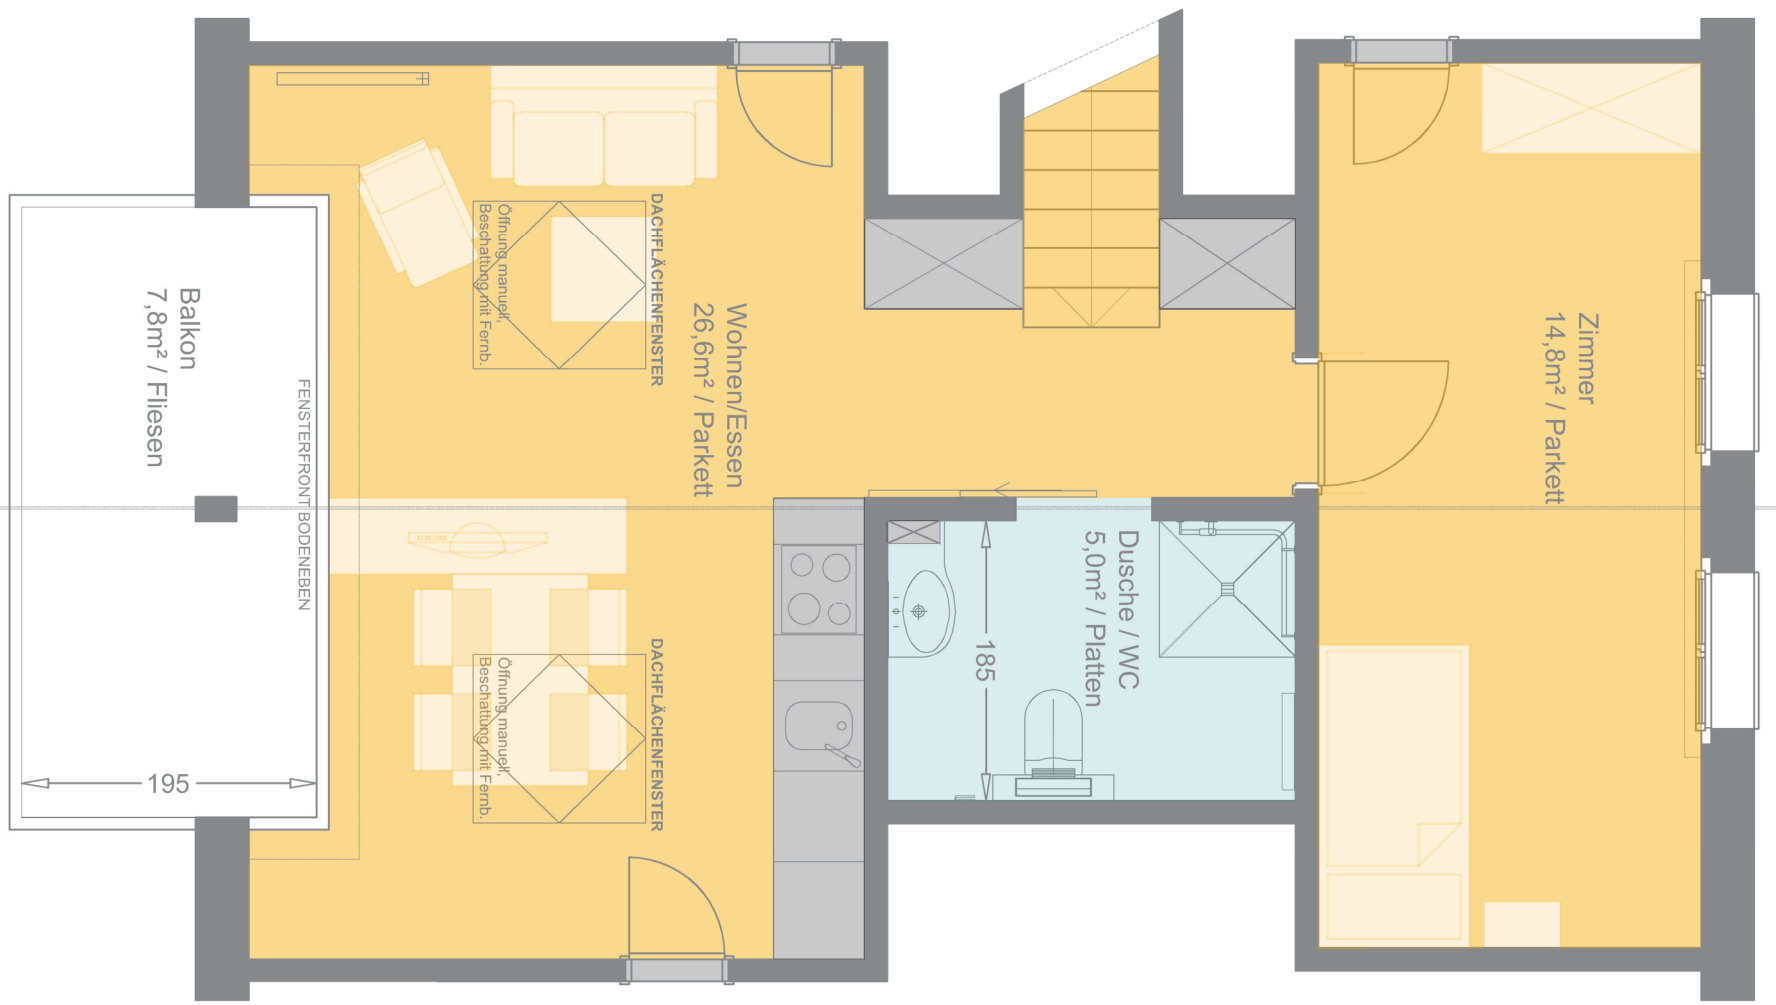 Balkon
7,8m² / Fliesen
195
FENSTERFRONT BODENEBEN
DACHFLÄCHENFENSTER
Öffnung manuell,
Beschattung mit Fernb.
DACHFLÄCHENFENSTER
Öffnung manuell,
Beschattung mit Fernb.
Wohnen/Essen
26,6m² / Parkett
Dusche / WC
5,0m² / Platten
185
Zimmer
14,8m² / Parkett